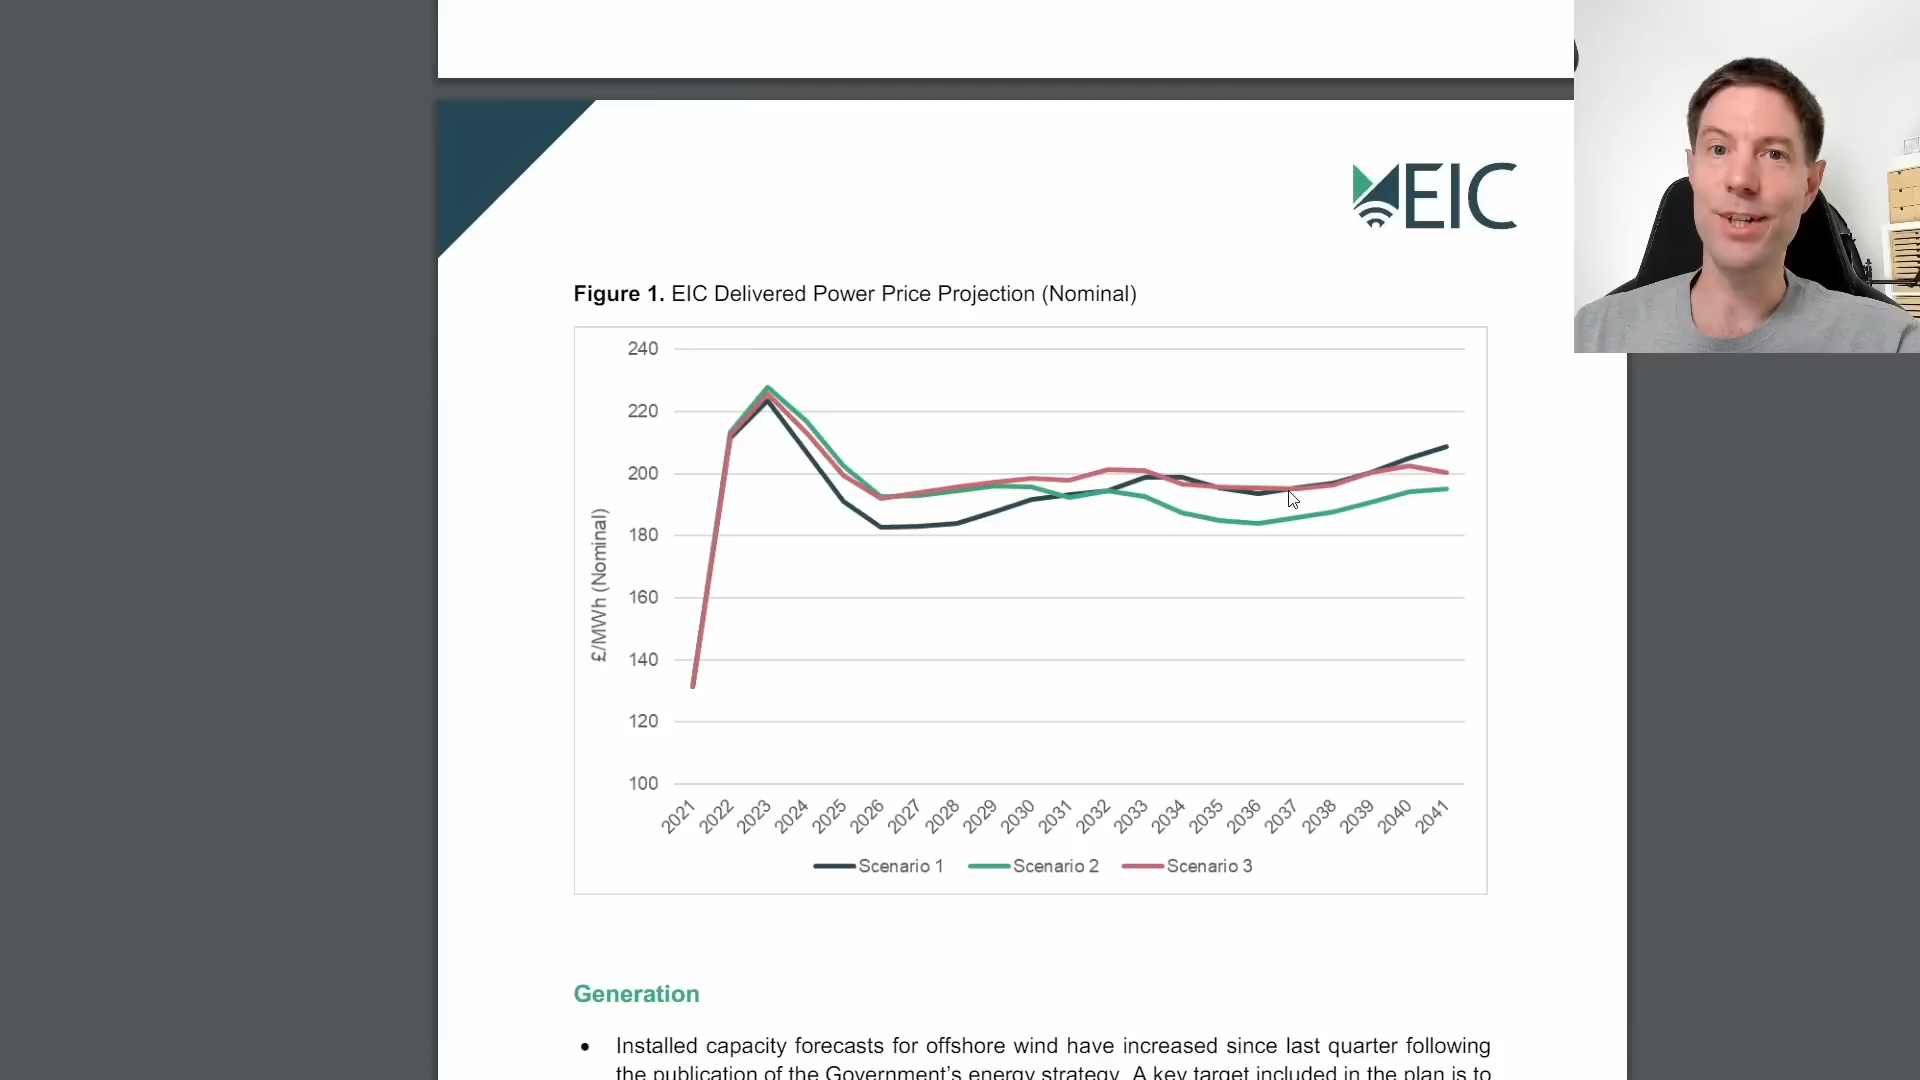 EIC
Figure 1. EIC Delivered Power Price Projection (Nominal)
240
220
200
180
160
140
120
100
£/MWh (Nominal)
2021 2022 2023 2024 2025 2026 2027 2028 2029 2030 2031 2032 2033 2034 2035 2036 2037 2038 2039 2040 2041
Scenario 1 Scenario 2 Scenario 3
Generation
• Installed capacity forecasts for offshore wind have increased since last quarter following
the publication of the Government's energy strategy. A key target included in the plan is to